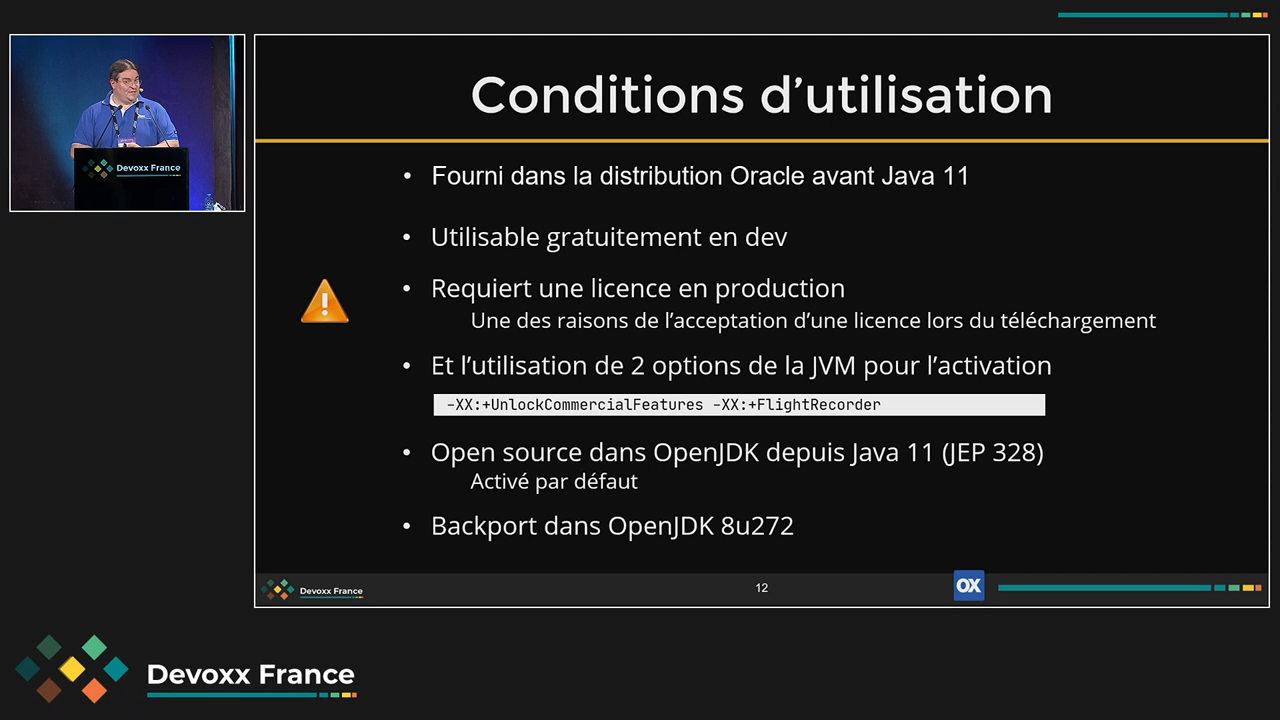 Devoxx France
Conditions d’utilisation
• Fourni dans la distribution Oracle avant Java 11
• Utilisable gratuitement en dev
• Requiert une licence en production
Une des raisons de l’acceptation d’une licence lors du téléchargement
• Et l’utilisation de 2 options de la JVM pour l’activation
-XX:+UnlockCommercialFeatures -XX:+FlightRecorder
• Open source dans OpenJDK depuis Java 11 (JEP 328)
Activé par défaut
• Backport dans OpenJDK 8u272
Devoxx France
12
OX
Devoxx France